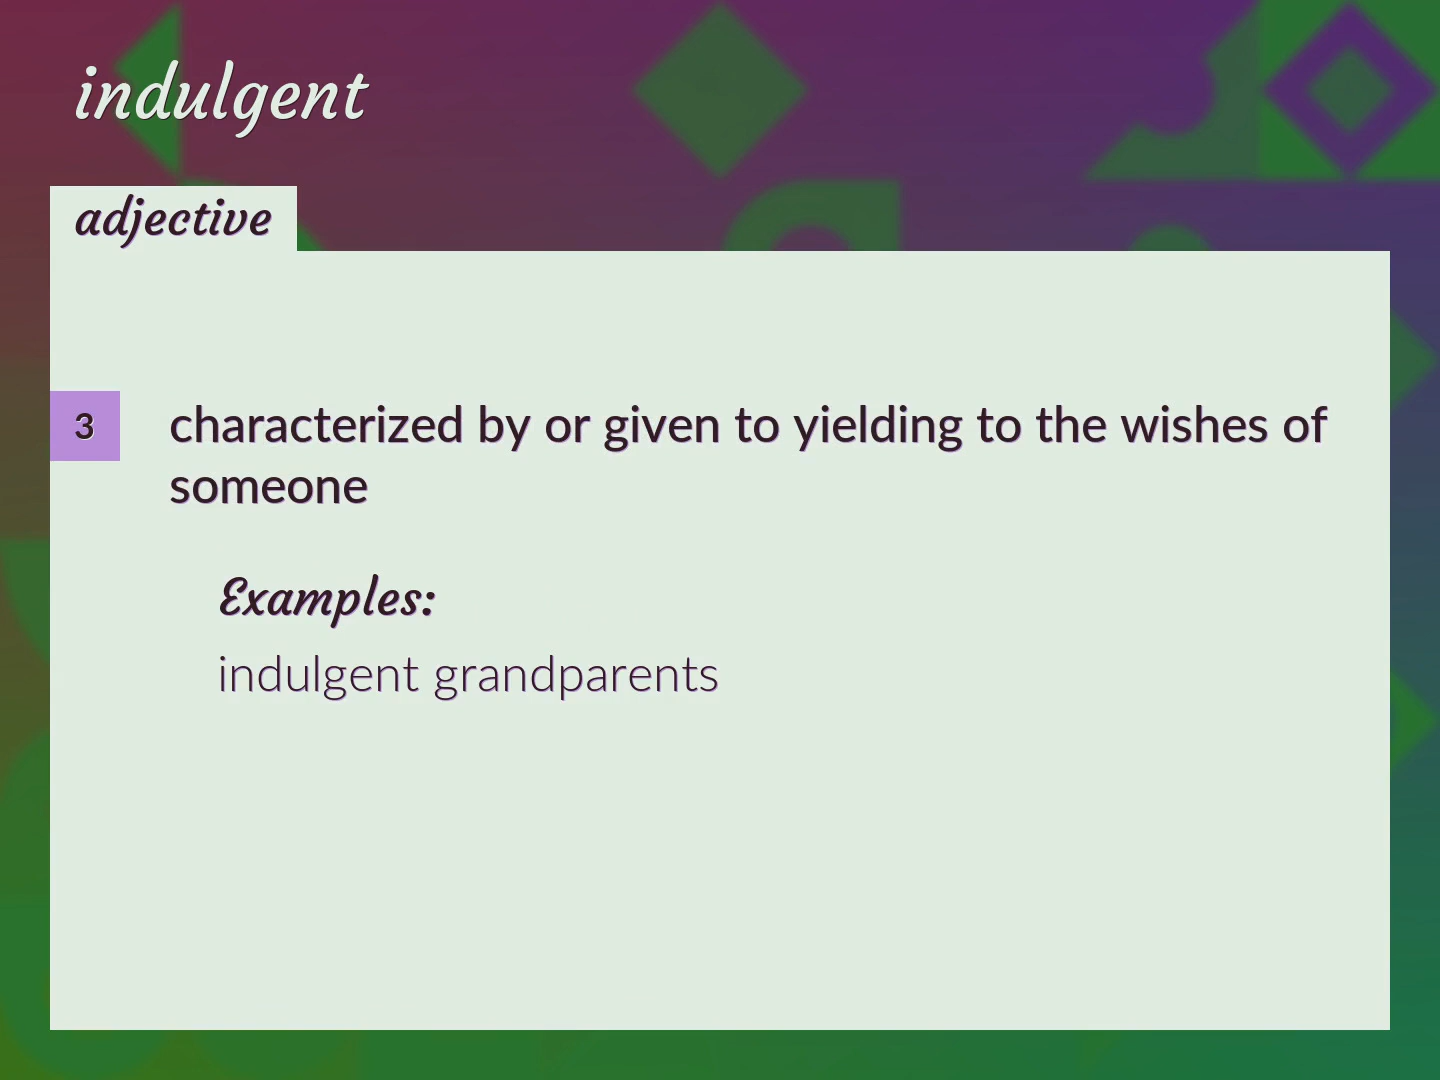 indulgent
adjective
3
characterized by or given to yielding to the wishes of
someone
Examples:
indulgent grandparents